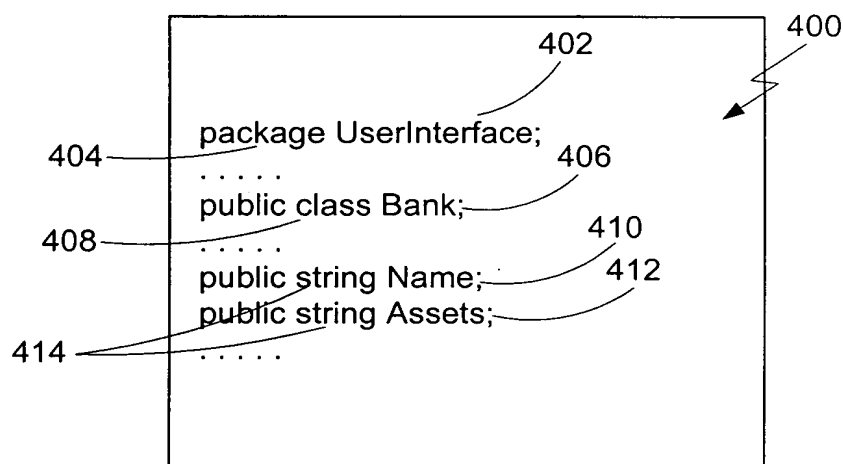 400
402
package UserInterface;
404
. . . . .
406
public class Bank;
408
. . . . .
410
public string Name;
412
public string Assets;
414
. . . . .